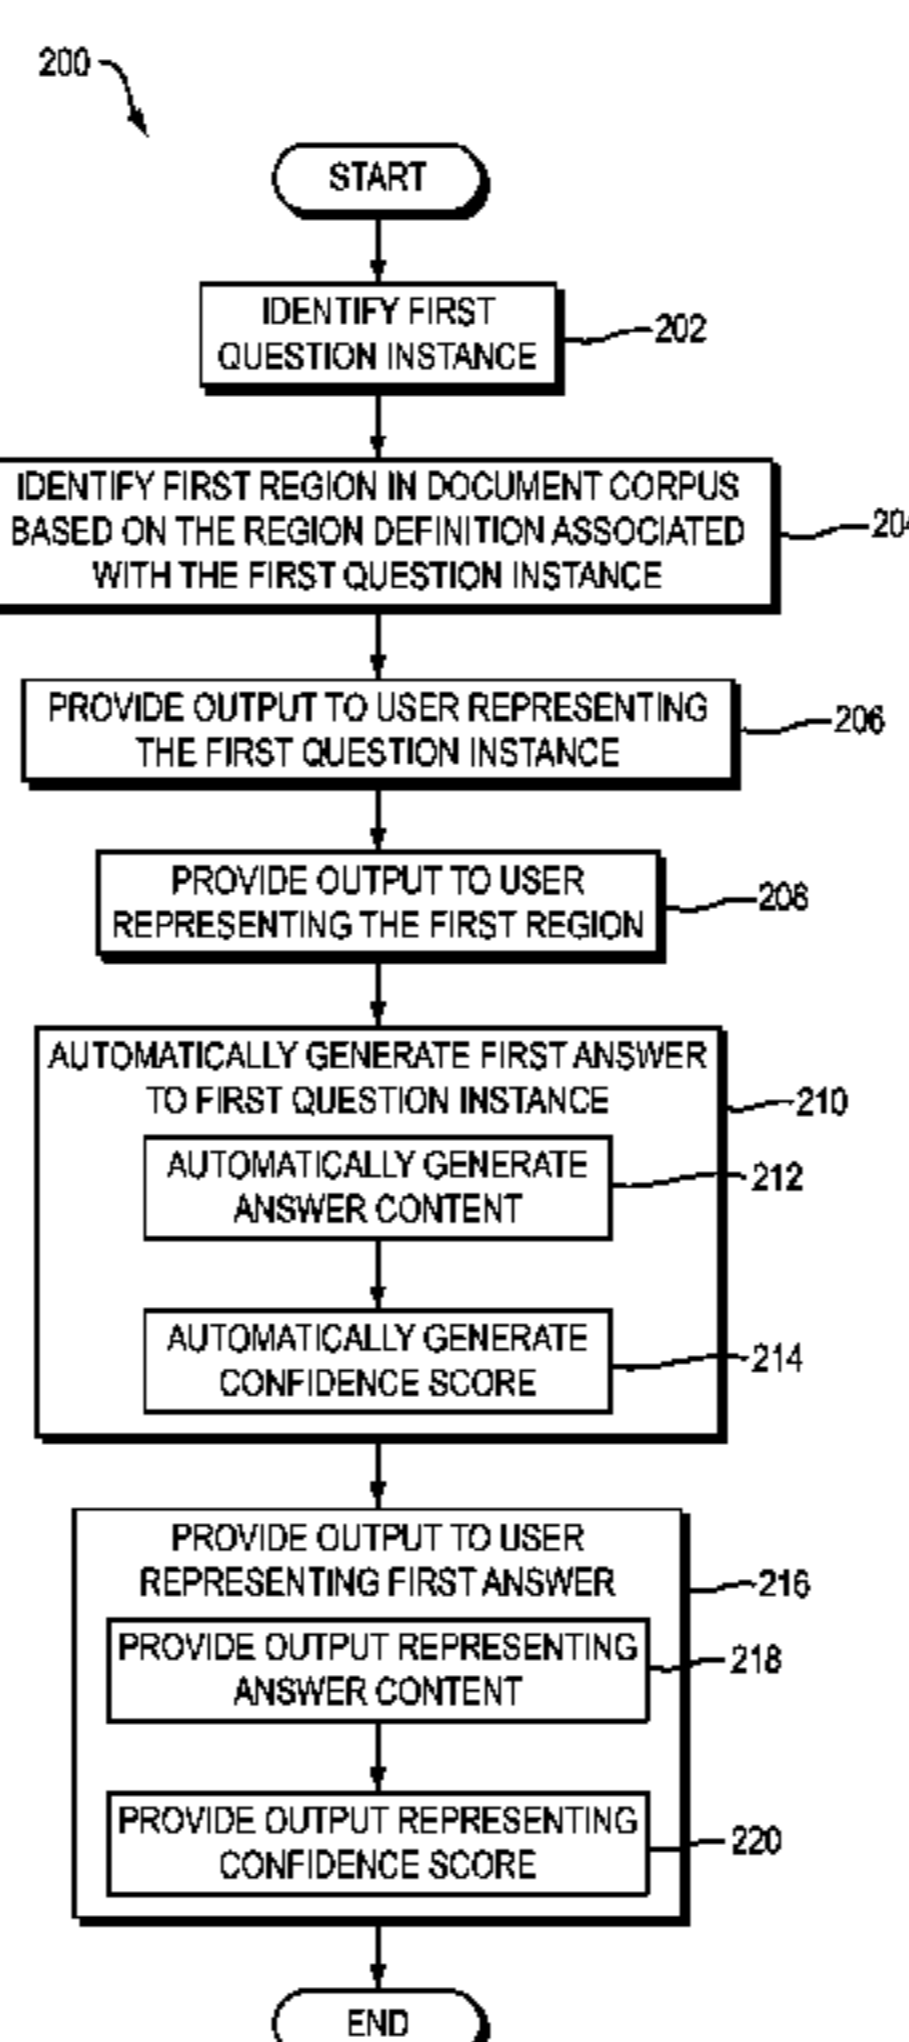 200
START
IDENTIFY FIRST
QUESTION INSTANCE
202
IDENTIFY FIRST REGION IN DOCUMENT CORPUS
BASED ON THE REGION DEFINITION ASSOCIATED
WITH THE FIRST QUESTION INSTANCE
204
PROVIDE OUTPUT TO USER REPRESENTING
THE FIRST QUESTION INSTANCE
206
PROVIDE OUTPUT TO USER
REPRESENTING THE FIRST REGION
208
AUTOMATICALLY GENERATE FIRST ANSWER
TO FIRST QUESTION INSTANCE
210
AUTOMATICALLY GENERATE
ANSWER CONTENT
212
AUTOMATICALLY GENERATE
CONFIDENCE SCORE
214
PROVIDE OUTPUT TO USER
REPRESENTING FIRST ANSWER
216
PROVIDE OUTPUT REPRESENTING
ANSWER CONTENT
218
PROVIDE OUTPUT REPRESENTING
CONFIDENCE SCORE
220
END